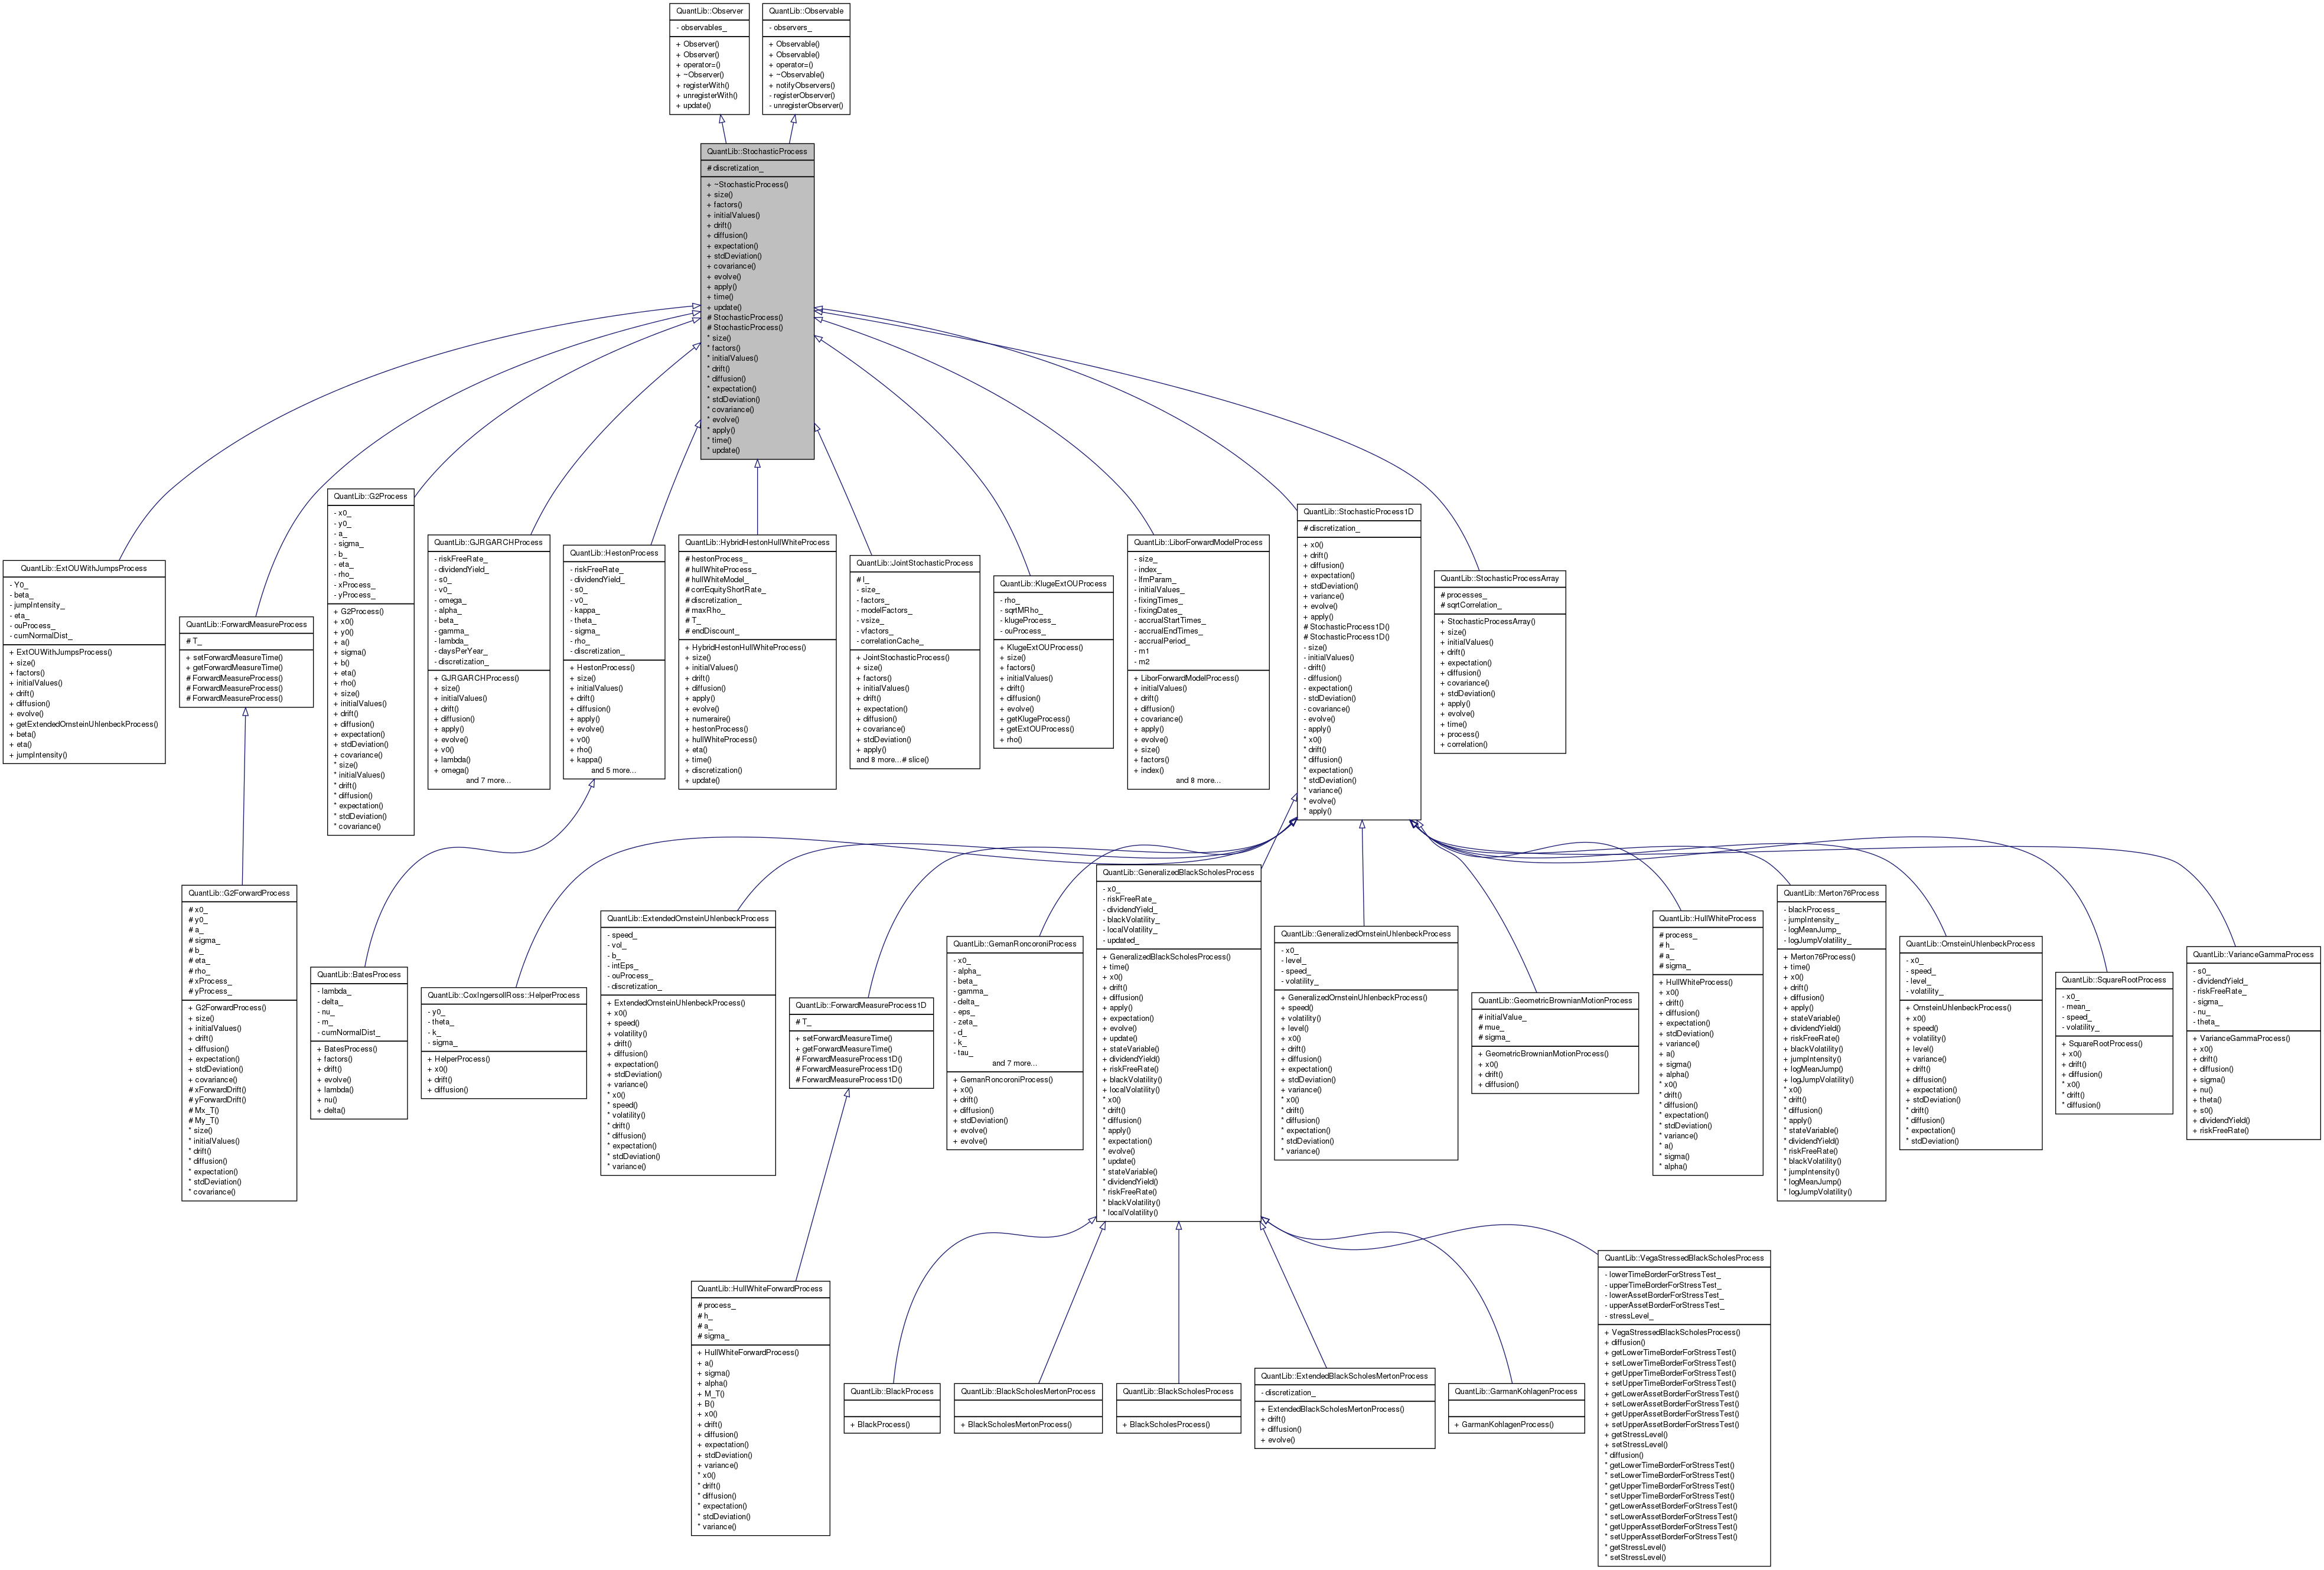 QuantLib::Observer
- observables_
+ Observer()
+ Observer()
+ operator=()
+ ~Observer()
+ registerWith()
+ unregisterWith()
+ update()
QuantLib::Observable
- observers_
+ Observable()
+ Observable()
+ operator=()
+ ~Observable()
+ notifyObservers()
- registerObserver()
- unregisterObserver()
QuantLib::StochasticProcess
# discretization_
+ ~StochasticProcess()
+ size()
+ factors()
+ initialValues()
+ drift()
+ diffusion()
+ expectation()
+ stdDeviation()
+ covariance()
+ evolve()
+ apply()
+ time()
+ update()
# StochasticProcess()
# StochasticProcess()
* size()
* factors()
* initialValues()
* drift()
* diffusion()
* expectation()
* stdDeviation()
* covariance()
* evolve()
* apply()
* time()
* update()
QuantLib::ExtOUWithJumpsProcess
- Y0_
- beta_
- jumpIntensity_
- eta_
- ouProcess_
- cumNormalDist_
+ ExtOUWithJumpsProcess()
+ size()
+ factors()
+ initialValues()
+ drift()
+ diffusion()
+ evolve()
+ getExtendedOrnsteinUhlenbeckProcess()
+ beta()
+ eta()
+ jumpIntensity()
QuantLib::ForwardMeasureProcess
# T_
+ setForwardMeasureTime()
+ getForwardMeasureTime()
# ForwardMeasureProcess()
# ForwardMeasureProcess()
# ForwardMeasureProcess()
QuantLib::G2Process
- x0_
- y0_
- a_
- sigma_
- b_
- eta_
- rho_
- xProcess_
- yProcess_
+ G2Process()
+ x0()
+ y0()
+ a()
+ sigma()
+ b()
+ eta()
+ rho()
+ size()
+ initialValues()
+ drift()
+ diffusion()
+ expectation()
+ stdDeviation()
+ covariance()
* size()
* initialValues()
* drift()
* diffusion()
* expectation()
* stdDeviation()
* covariance()
QuantLib::GJRGARCHProcess
- riskFreeRate_
- dividendYield_
- s0_
- v0_
- omega_
- alpha_
- beta_
- gamma_
- lambda_
- daysPerYear_
- discretization_
+ GJRGARCHProcess()
+ size()
+ initialValues()
+ drift()
+ diffusion()
+ apply()
+ evolve()
+ v0()
+ lambda()
+ omega()
and 7 more...
QuantLib::HestonProcess
- riskFreeRate_
- dividendYield_
- s0_
- v0_
- kappa_
- theta_
- sigma_
- rho_
- discretization_
+ HestonProcess()
+ size()
+ initialValues()
+ drift()
+ diffusion()
+ apply()
+ evolve()
+ v0()
+ rho()
+ kappa()
and 5 more...
QuantLib::HybridHestonHullWhiteProcess
# hestonProcess_
# hullWhiteProcess_
# hullWhiteModel_
# corrEquityShortRate_
# discretization_
# maxRho_
# T_
# endDiscount_
+ HybridHestonHullWhiteProcess()
+ size()
+ initialValues()
+ drift()
+ diffusion()
+ apply()
+ evolve()
+ numeraire()
+ hestonProcess()
+ hullWhiteProcess()
+ eta()
+ time()
+ discretization()
+ update()
QuantLib::JointStochasticProcess
# l_
- size_
- factors_
- modelFactors_
- vsize_
- vfactors_
- correlationCache_
+ JointStochasticProcess()
+ size()
+ factors()
+ initialValues()
+ drift()
+ expectation()
+ diffusion()
+ covariance()
+ stdDeviation()
+ apply()
and 8 more...# slice()
QuantLib::KlugeExtOUProcess
- rho_
- sqrtMRho_
- klugeProcess_
- ouProcess_
+ KlugeExtOUProcess()
+ size()
+ factors()
+ initialValues()
+ drift()
+ diffusion()
+ evolve()
+ getKlugeProcess()
+ getExtOUProcess()
+ rho()
QuantLib::LiborForwardModelProcess
- size_
- index_
- lfmParam_
- initialValues_
- fixingTimes_
- fixingDates_
- accrualStartTimes_
- accrualEndTimes_
- accrualPeriod_
- m1
- m2
+ LiborForwardModelProcess()
+ initialValues()
+ drift()
+ diffusion()
+ covariance()
+ apply()
+ evolve()
+ size()
+ factors()
+ index()
and 8 more...
QuantLib::StochasticProcess1D
# discretization_
+ x0()
+ drift()
+ diffusion()
+ expectation()
+ stdDeviation()
+ variance()
+ evolve()
+ apply()
# StochasticProcess1D()
# StochasticProcess1D()
- size()
- initialValues()
- drift()
- diffusion()
- expectation()
- stdDeviation()
- covariance()
- evolve()
- apply()
* x0()
* drift()
* diffusion()
* expectation()
* stdDeviation()
* variance()
* evolve()
* apply()
QuantLib::StochasticProcessArray
# processes_
# sqrtCorrelation_
+ StochasticProcessArray()
+ size()
+ initialValues()
+ drift()
+ expectation()
+ diffusion()
+ covariance()
+ stdDeviation()
+ apply()
+ evolve()
+ time()
+ process()
+ correlation()
QuantLib::G2ForwardProcess
# x0_
# y0_
# a_
# sigma_
# b_
# eta_
# rho_
# xProcess_
# yProcess_
+ G2ForwardProcess()
+ size()
+ initialValues()
+ drift()
+ diffusion()
+ expectation()
+ stdDeviation()
+ covariance()
# xForwardDrift()
# yForwardDrift()
# Mx_T()
# My_T()
* size()
* initialValues()
* drift()
* diffusion()
* expectation()
* stdDeviation()
* covariance()
QuantLib::BatesProcess
- lambda_
- delta_
- nu_
- m_
- cumNormalDist_
+ BatesProcess()
+ factors()
+ drift()
+ evolve()
+ lambda()
+ nu()
+ delta()
QuantLib::CoxIngersollRoss::HelperProcess
- y0_
- theta_
- k_
- sigma_
+ HelperProcess()
+ x0()
+ drift()
+ diffusion()
QuantLib::ExtendedOrnsteinUhlenbeckProcess
- speed_
- vol_
- b_
- intEps_
- ouProcess_
- discretization_
+ ExtendedOrnsteinUhlenbeckProcess()
+ x0()
+ speed()
+ volatility()
+ drift()
+ diffusion()
+ expectation()
+ stdDeviation()
+ variance()
* x0()
* speed()
* volatility()
* drift()
* diffusion()
* expectation()
* stdDeviation()
* variance()
QuantLib::ForwardMeasureProcess1D
# T_
+ setForwardMeasureTime()
+ getForwardMeasureTime()
# ForwardMeasureProcess1D()
# ForwardMeasureProcess1D()
# ForwardMeasureProcess1D()
QuantLib::GemanRoncoroniProcess
- x0_
- alpha_
- beta_
- gamma_
- delta_
- eps_
- zeta_
- d_
- k_
- tau_
and 7 more...
+ GemanRoncoroniProcess()
+ x0()
+ drift()
+ diffusion()
+ stdDeviation()
+ evolve()
+ evolve()
QuantLib::GeneralizedBlackScholesProcess
- x0_
- riskFreeRate_
- dividendYield_
- blackVolatility_
- localVolatility_
- updated_
+ GeneralizedBlackScholesProcess()
+ time()
+ x0()
+ drift()
+ diffusion()
+ apply()
+ expectation()
+ evolve()
+ update()
+ stateVariable()
+ dividendYield()
+ riskFreeRate()
+ blackVolatility()
+ localVolatility()
* x0()
* drift()
* diffusion()
* apply()
* expectation()
* evolve()
* update()
* stateVariable()
* dividendYield()
* riskFreeRate()
* blackVolatility()
* localVolatility()
QuantLib::GeneralizedOrnsteinUhlenbeckProcess
- x0_
- level_
- speed_
- volatility_
+ GeneralizedOrnsteinUhlenbeckProcess()
+ speed()
+ volatility()
+ level()
+ x0()
+ drift()
+ diffusion()
+ expectation()
+ stdDeviation()
+ variance()
* x0()
* drift()
* diffusion()
* expectation()
* stdDeviation()
* variance()
QuantLib::GeometricBrownianMotionProcess
# initialValue_
# mue_
# sigma_
+ GeometricBrownianMotionProcess()
+ x0()
+ drift()
+ diffusion()
QuantLib::HullWhiteProcess
# process_
# h_
# a_
# sigma_
+ HullWhiteProcess()
+ x0()
+ drift()
+ diffusion()
+ expectation()
+ stdDeviation()
+ variance()
+ a()
+ sigma()
+ alpha()
* x0()
* drift()
* diffusion()
* expectation()
* stdDeviation()
* variance()
* a()
* sigma()
* alpha()
QuantLib::Merton76Process
- blackProcess_
- jumpIntensity_
- logMeanJump_
- logJumpVolatility_
+ Merton76Process()
+ time()
+ x0()
+ drift()
+ diffusion()
+ apply()
+ stateVariable()
+ dividendYield()
+ riskFreeRate()
+ blackVolatility()
+ jumpIntensity()
+ logMeanJump()
+ logJumpVolatility()
* x0()
* drift()
* diffusion()
* apply()
* stateVariable()
* dividendYield()
* riskFreeRate()
* blackVolatility()
* jumpIntensity()
* logMeanJump()
* logJumpVolatility()
QuantLib::OrnsteinUhlenbeckProcess
- x0_
- speed_
- level_
- volatility_
+ OrnsteinUhlenbeckProcess()
+ x0()
+ speed()
+ volatility()
+ level()
+ variance()
+ drift()
+ diffusion()
+ expectation()
+ stdDeviation()
* drift()
* diffusion()
* expectation()
* stdDeviation()
QuantLib::SquareRootProcess
- x0_
- mean_
- speed_
- volatility_
+ SquareRootProcess()
+ x0()
+ drift()
+ diffusion()
* x0()
* drift()
* diffusion()
QuantLib::VarianceGammaProcess
- s0_
- dividendYield_
- riskFreeRate_
- sigma_
- nu_
- theta_
+ VarianceGammaProcess()
+ x0()
+ drift()
+ diffusion()
+ sigma()
+ nu()
+ theta()
+ s0()
+ dividendYield()
+ riskFreeRate()
QuantLib::HullWhiteForwardProcess
# process_
# h_
# a_
# sigma_
+ HullWhiteForwardProcess()
+ a()
+ sigma()
+ alpha()
+ M_T()
+ B()
+ x0()
+ drift()
+ diffusion()
+ expectation()
+ stdDeviation()
+ variance()
* x0()
* drift()
* diffusion()
* expectation()
* stdDeviation()
* variance()
QuantLib::BlackProcess
+ BlackProcess()
QuantLib::BlackScholesMertonProcess
+ BlackScholesMertonProcess()
QuantLib::BlackScholesProcess
+ BlackScholesProcess()
QuantLib::ExtendedBlackScholesMertonProcess
- discretization_
+ ExtendedBlackScholesMertonProcess()
+ drift()
+ diffusion()
+ evolve()
QuantLib::GarmanKohlagenProcess
+ GarmanKohlagenProcess()
QuantLib::VegaStressedBlackScholesProcess
- lowerTimeBorderForStressTest_
- upperTimeBorderForStressTest_
- lowerAssetBorderForStressTest_
- upperAssetBorderForStressTest_
- stressLevel_
+ VegaStressedBlackScholesProcess()
+ diffusion()
+ getLowerTimeBorderForStressTest()
+ setLowerTimeBorderForStressTest()
+ getUpperTimeBorderForStressTest()
+ setUpperTimeBorderForStressTest()
+ getLowerAssetBorderForStressTest()
+ setLowerAssetBorderForStressTest()
+ getUpperAssetBorderForStressTest()
+ setUpperAssetBorderForStressTest()
+ getStressLevel()
+ setStressLevel()
* diffusion()
* getLowerTimeBorderForStressTest()
* setLowerTimeBorderForStressTest()
* getUpperTimeBorderForStressTest()
* setUpperTimeBorderForStressTest()
* getLowerAssetBorderForStressTest()
* setLowerAssetBorderForStressTest()
* getUpperAssetBorderForStressTest()
* setUpperAssetBorderForStressTest()
* getStressLevel()
* setStressLevel()